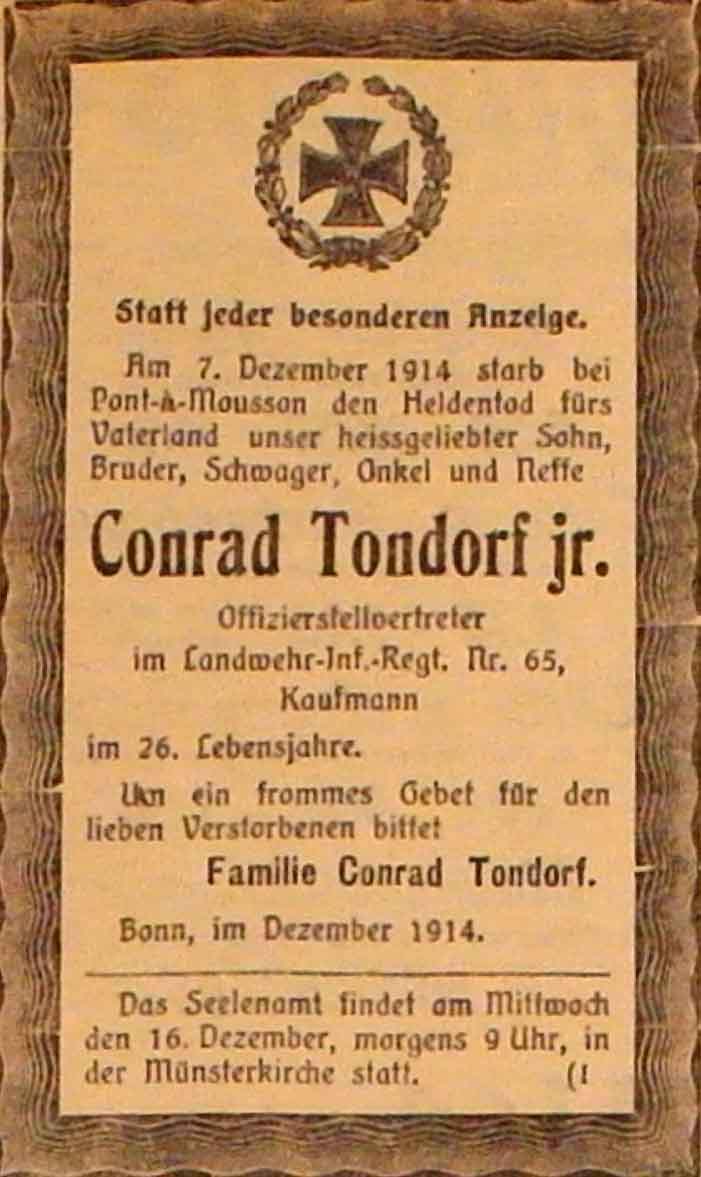 Statt jeder besonderen Anzeige.
Am 7. Dezember 1914 starb bei
Pont-à-Mousson den Heldentod fürs
Vaterland unser heissgeliebter Sohn,
Bruder, Schwager, Onkel und Neffe
Conrad Tondorf jr.
Offizierstellvertreter
im Landwehr-Inf.-Regt. Nr. 65,
Kaufmann
im 26. Lebensjahre.
Um ein frommes Gebet für den
lieben Verstorbenen bittet
Familie Conrad Tondorf.
Bonn, im Dezember 1914.
Das Seelenamt findet am Mittwoch
den 16. Dezember, morgens 9 Uhr, in
der Münsterkirche statt. (1